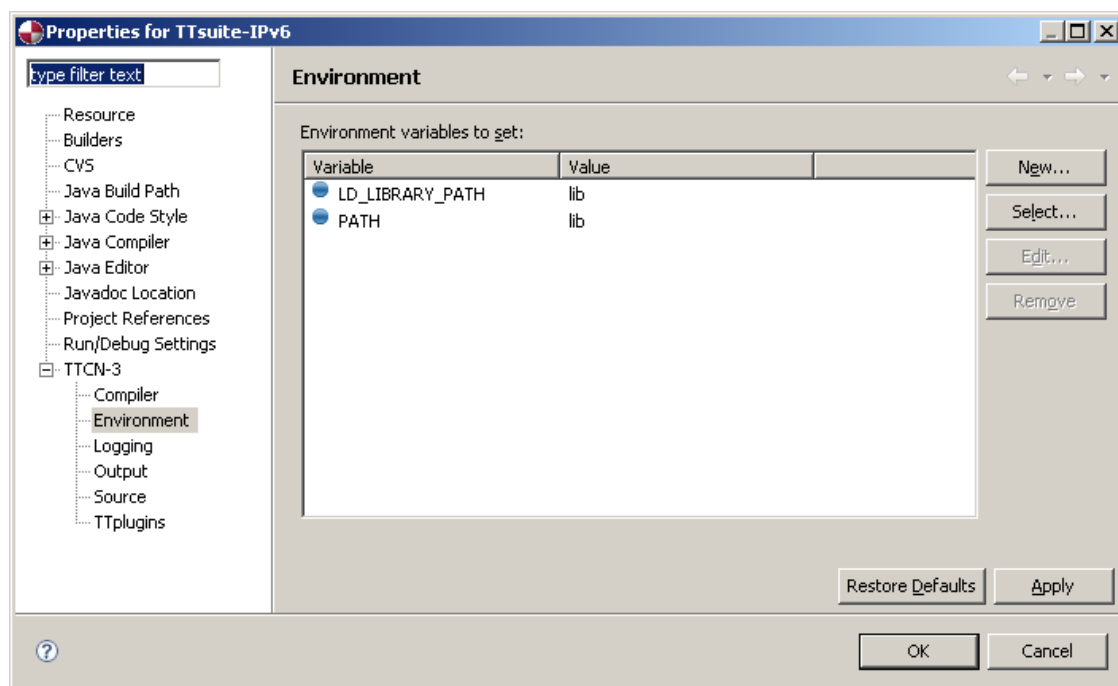 Properties for TTsuite-IPv6
type filter text
Resource
Builders
CVS
Java Build Path
Java Code Style
Java Compiler
Java Editor
Javadoc Location
Project References
Run/Debug Settings
TTCN-3
Compiler
Environment
Logging
Output
Source
TTplugins
Environment
Environment variables to set:
Variable Value
LD_LIBRARY_PATH lib
PATH lib
New...
Select...
Edit...
Remove
Restore Defaults Apply
? OK Cancel